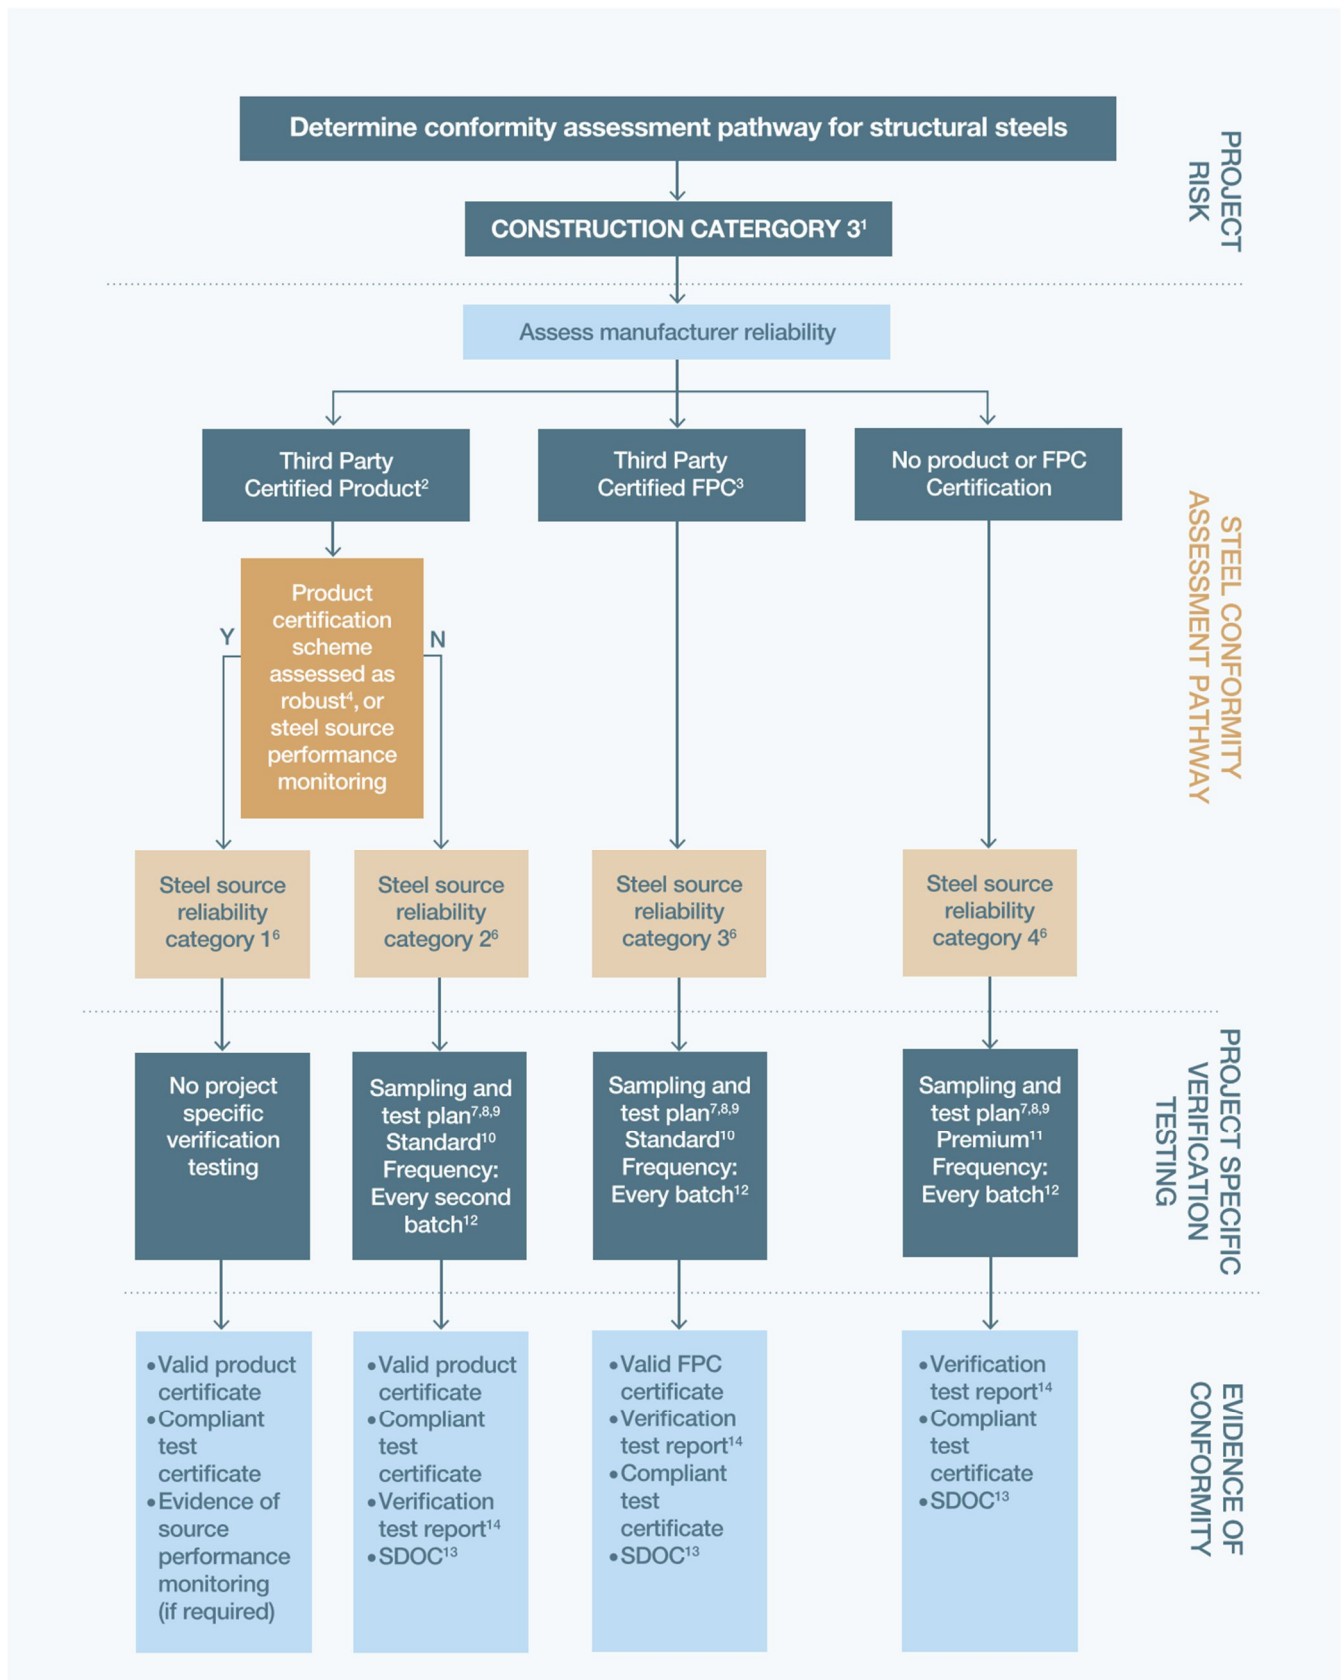 Determine conformity assessment pathway for structural steels
CONSTRUCTION CATERGORY 3¹
PROJECT
RISK
Assess manufacturer reliability
Third Party
Certified Product²
Third Party
Certified FPC³
No product or FPC
Certification
Product
certification
scheme
assessed as
robust⁴, or
steel source
performance
monitoring
Y
N
STEEL CONFORMITY
ASSESSMENT PATHWAY
Steel source
reliability
category 1⁶
Steel source
reliability
category 2⁶
Steel source
reliability
category 3⁶
Steel source
reliability
category 4⁶
No project
specific
verification
testing
Sampling and
test plan⁷,⁸,⁹
Standard¹⁰
Frequency:
Every second
batch¹²
Sampling and
test plan⁷,⁸,⁹
Standard¹⁰
Frequency:
Every batch¹²
Sampling and
test plan⁷,⁸,⁹
Premium¹¹
Frequency:
Every batch¹²
PROJECT SPECIFIC
VERIFICATION
TESTING
•Valid product
certificate
•Compliant
test
certificate
•Evidence of
source
performance
monitoring
(if required)
•Valid product
certificate
•Compliant
test
certificate
•Verification
test report¹⁴
•SDOC¹³
•Valid FPC
certificate
•Verification
test report¹⁴
•Compliant
test
certificate
•SDOC¹³
•Verification
test report¹⁴
•Compliant
test
certificate
•SDOC¹³
EVIDENCE OF
CONFORMITY